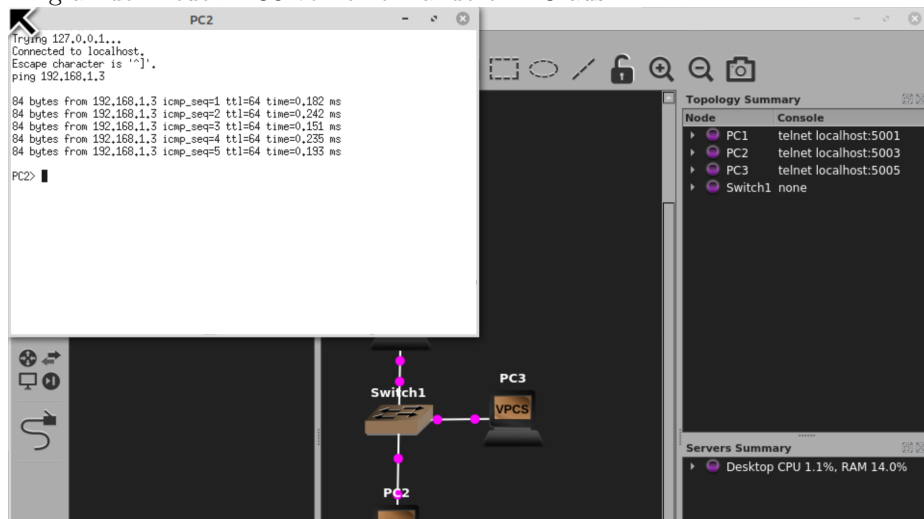 PC2
Trying 127.0.0.1...
Connected to localhost.
Escape character is '^]'.
ping 192.168.1.3
84 bytes from 192.168.1.3 icmp_seq=1 ttl=64 time=0.182 ms
84 bytes from 192.168.1.3 icmp_seq=2 ttl=64 time=0.242 ms
84 bytes from 192.168.1.3 icmp_seq=3 ttl=64 time=0.151 ms
84 bytes from 192.168.1.3 icmp_seq=4 ttl=64 time=0.235 ms
84 bytes from 192.168.1.3 icmp_seq=5 ttl=64 time=0.193 ms
PC2>
Topology Summary
Node Console
PC1 telnet localhost:5001
PC2 telnet localhost:5003
PC3 telnet localhost:5005
Switch1 none
PC3
Switch1
VPCS
PC2
Servers Summary
Desktop CPU 1.1%, RAM 14.0%